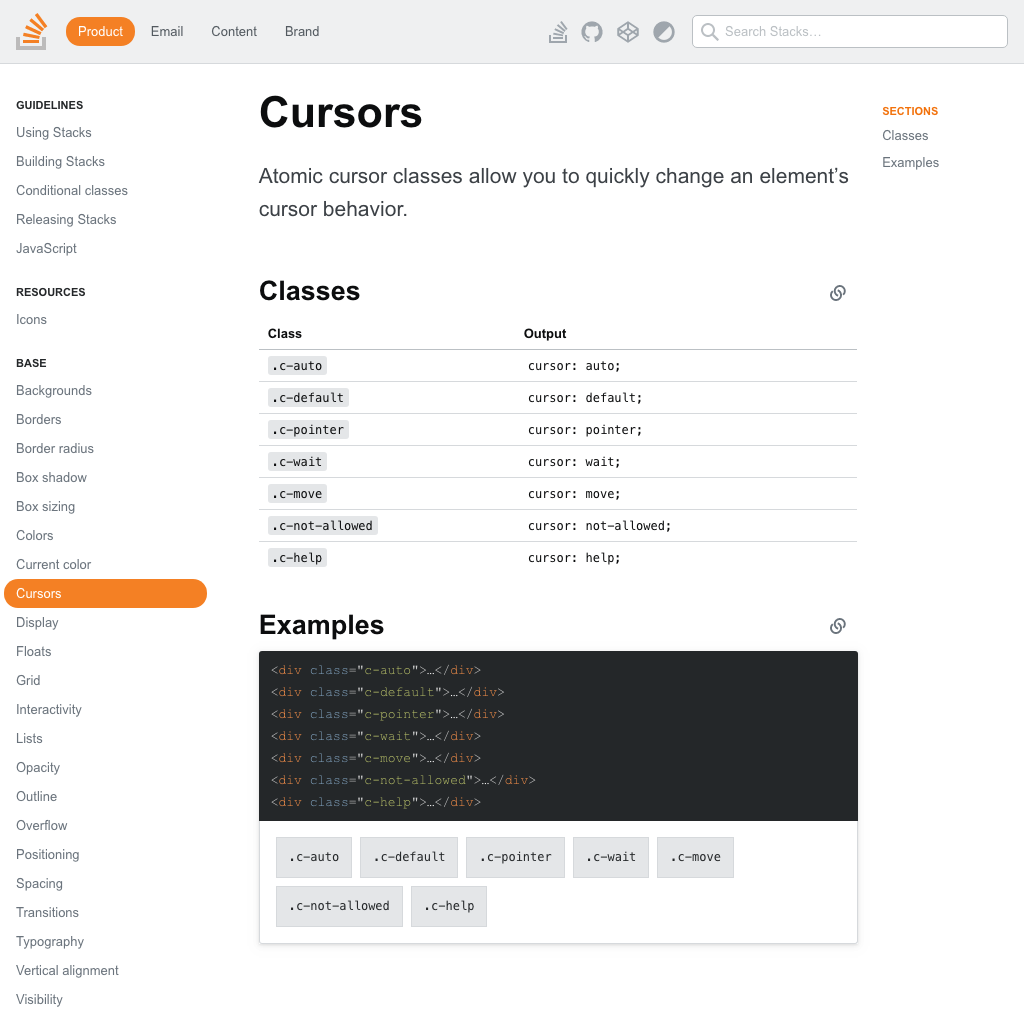 Product Email Content Brand Search Stacks…
GUIDELINES
Using Stacks
Building Stacks
Conditional classes
Releasing Stacks
JavaScript
RESOURCES
Icons
BASE
Backgrounds
Borders
Border radius
Box shadow
Box sizing
Colors
Current color
Cursors
Display
Floats
Grid
Interactivity
Lists
Opacity
Outline
Overflow
Positioning
Spacing
Transitions
Typography
Vertical alignment
Visibility
Cursors
Atomic cursor classes allow you to quickly change an element’s
cursor behavior.
Classes
Class Output
.c-auto cursor: auto;
.c-default cursor: default;
.c-pointer cursor: pointer;
.c-wait cursor: wait;
.c-move cursor: move;
.c-not-allowed cursor: not-allowed;
.c-help cursor: help;
Examples
<div class="c-auto">…</div>
<div class="c-default">…</div>
<div class="c-pointer">…</div>
<div class="c-wait">…</div>
<div class="c-move">…</div>
<div class="c-not-allowed">…</div>
<div class="c-help">…</div>
.c-auto .c-default .c-pointer .c-wait .c-move
.c-not-allowed .c-help
SECTIONS
Classes
Examples